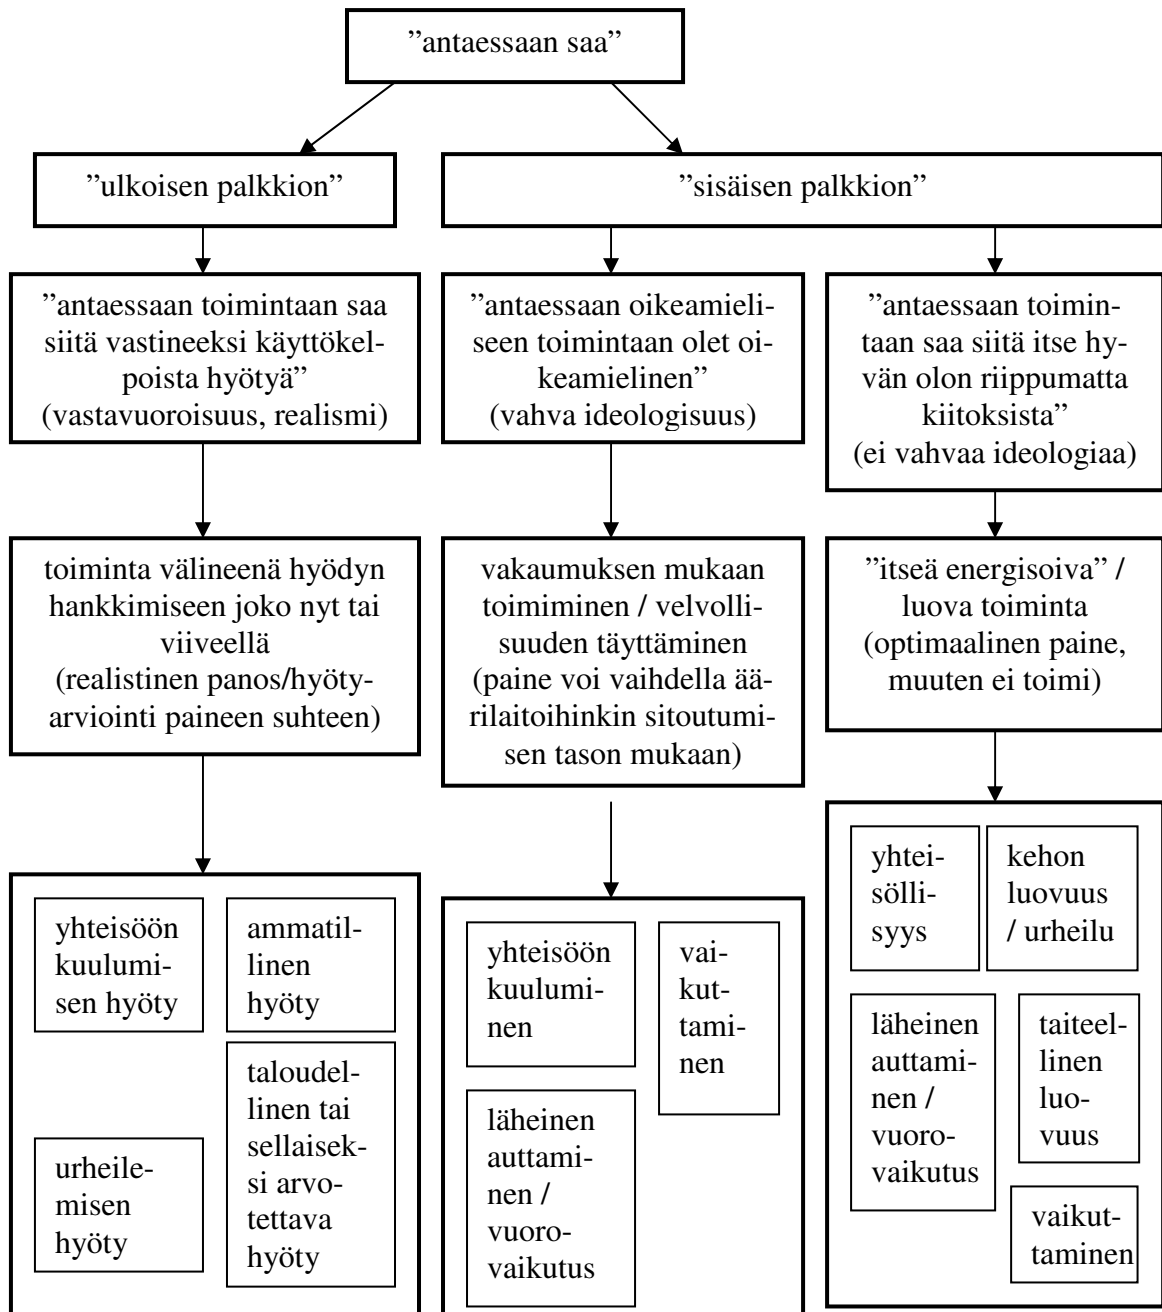 ”antaessaan saa”
”ulkoisen palkkion”
”sisäisen palkkion”
”antaessaan toimintaan saa
siitä vastineeksi käyttökel-
poista hyötyä”
(vastavuoroisuus, realismi)
”antaessaan oikeamieli-
seen toimintaan olet oi-
keamielinen”
(vahva ideologisuus)
”antaessaan toimin-
taan saa siitä itse hy-
vän olon riippumatta
kiitoksista”
(ei vahvaa ideologiaa)
toiminta välineenä hyödyn
hankkimiseen joko nyt tai
viiveellä
(realistinen panos/hyöty-
arviointi paineen suhteen)
vakaumuksen mukaan
toimiminen / velvolli-
suuden täyttäminen
(paine voi vaihdella ää-
rilaitoihinkin sitoutumi-
sen tason mukaan)
”itseä energisoiva” /
luova toiminta
(optimaalinen paine,
muuten ei toimi)
yhteisöön
kuulumi-
sen hyöty
ammatil-
linen
hyöty
urheile-
misen
hyöty
taloudel-
linen tai
sellaisek-
si arvo-
tettava
hyöty
yhteisöön
kuulumi-
nen
vai-
kut-
tami-
nen
läheinen
auttami-
nen /
vuoro-
vaikutus
yhtei-
sölli-
syys
kehon
luovuus
/ urheilu
läheinen
auttami-
nen /
vuoro-
vaikutus
taiteel-
linen
luo-
vuus
vaikut-
taminen